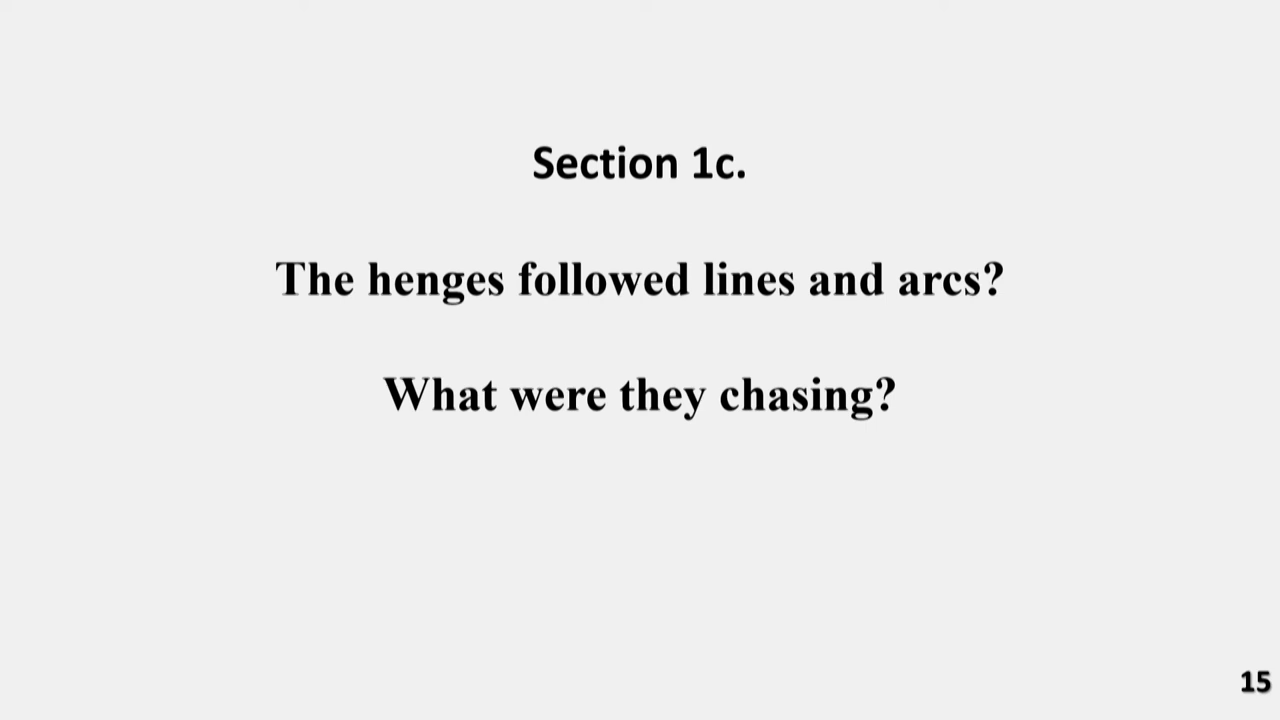 Section 1c.
The henges followed lines and arcs?
What were they chasing?
15